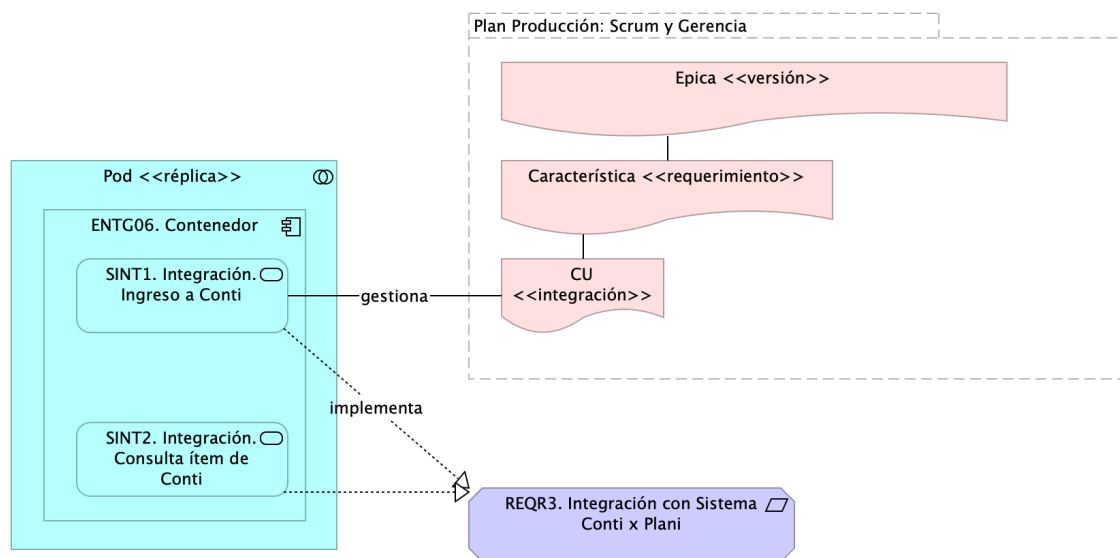 Plan Producción: Scrum y Gerencia
Epica <<versión>>
Pod <<réplica>>
Característica <<requerimiento>>
ENTG06. Contenedor
SINT1. Integración.
Ingreso a Conti
gestiona
CU
<<integración>>
implementa
SINT2. Integración.
Consulta ítem de
Conti
REQR3. Integración con Sistema
Conti x Plani